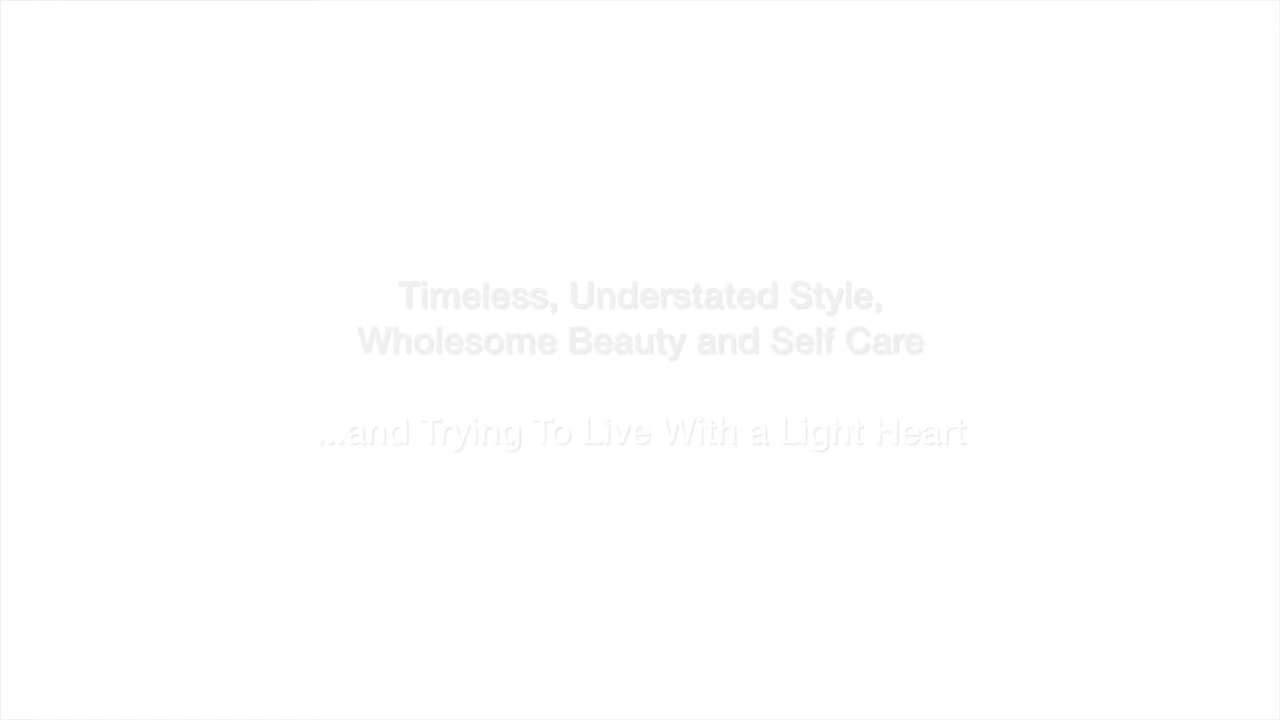 Timeless, Understated Style,
Wholesome Beauty and Self Care
...and Trying To Live With a Light Heart